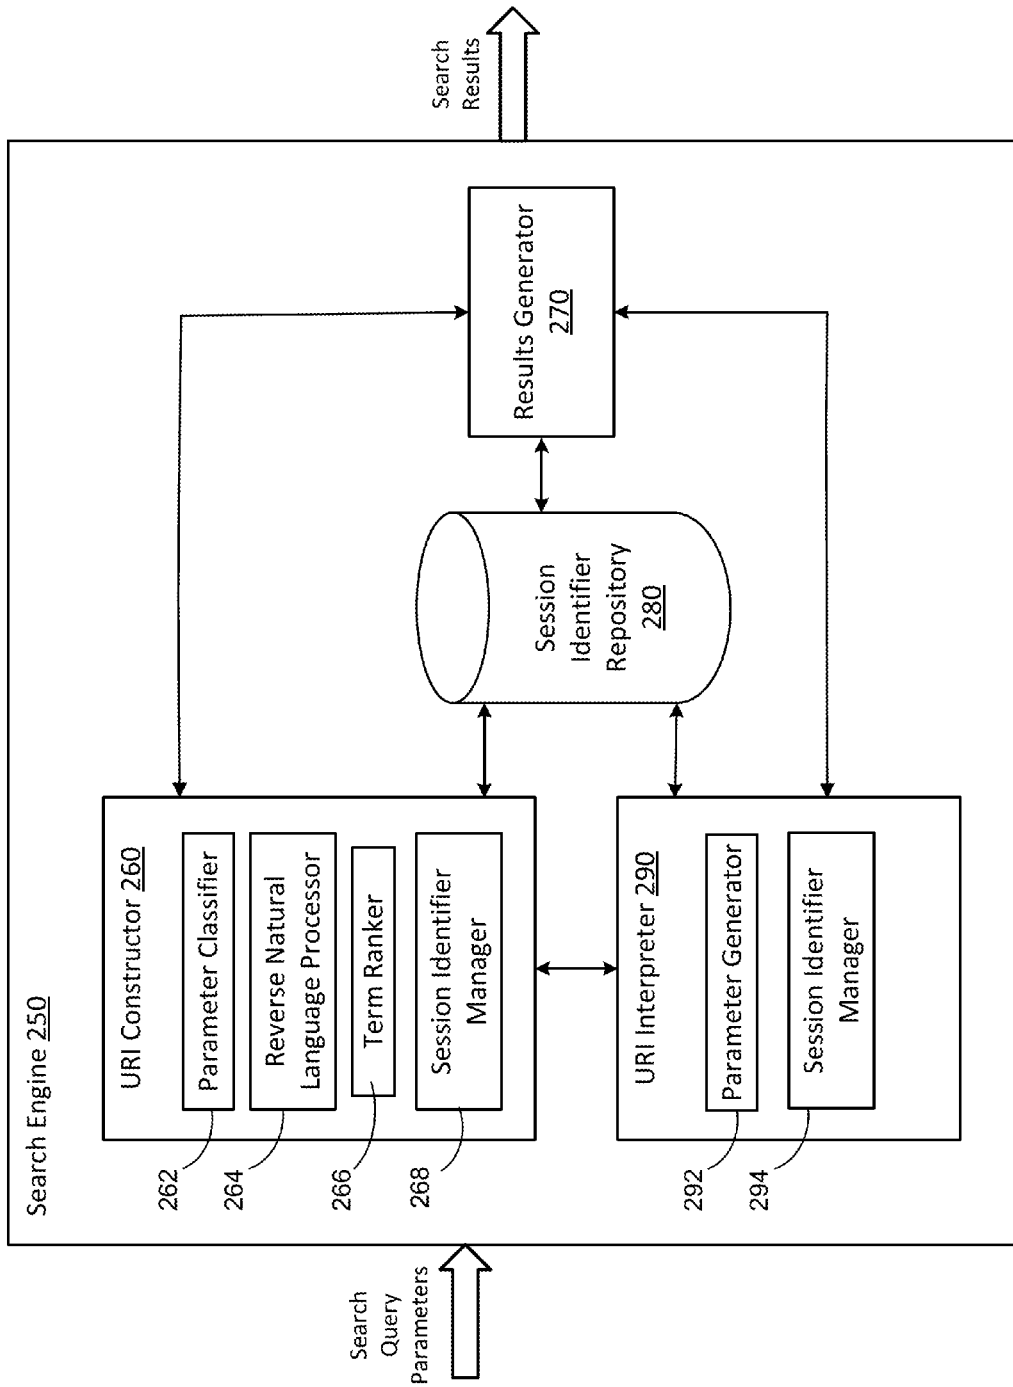 Search Engine 250
Search
Query
Parameters
URI Constructor 260
Parameter Classifier
262
Reverse Natural
Language Processor
264
Term Ranker
266
Session Identifier
Manager
268
URI Interpreter 290
Parameter Generator
292
Session Identifier
Manager
294
Session
Identifier
Repository
280
Results Generator
270
Search
Results